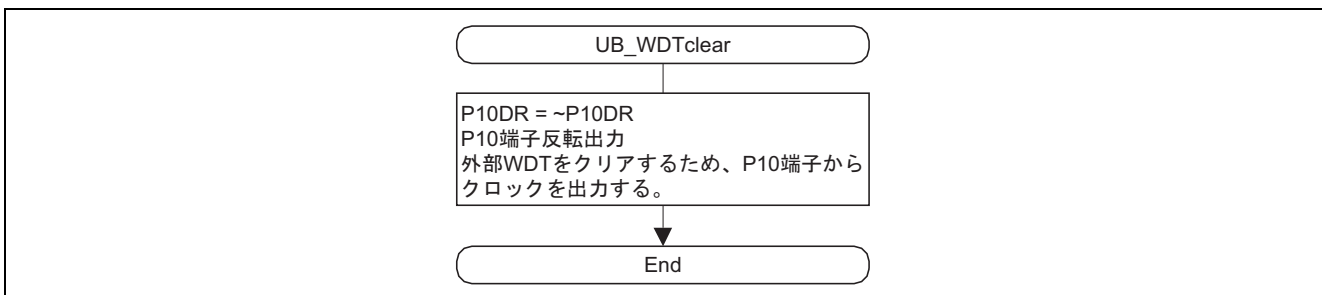 UB_WDTclear
P10DR = ~P10DR
P10端子反転出力
外部WDTをクリアするため、P10端子から
クロックを出力する。
End